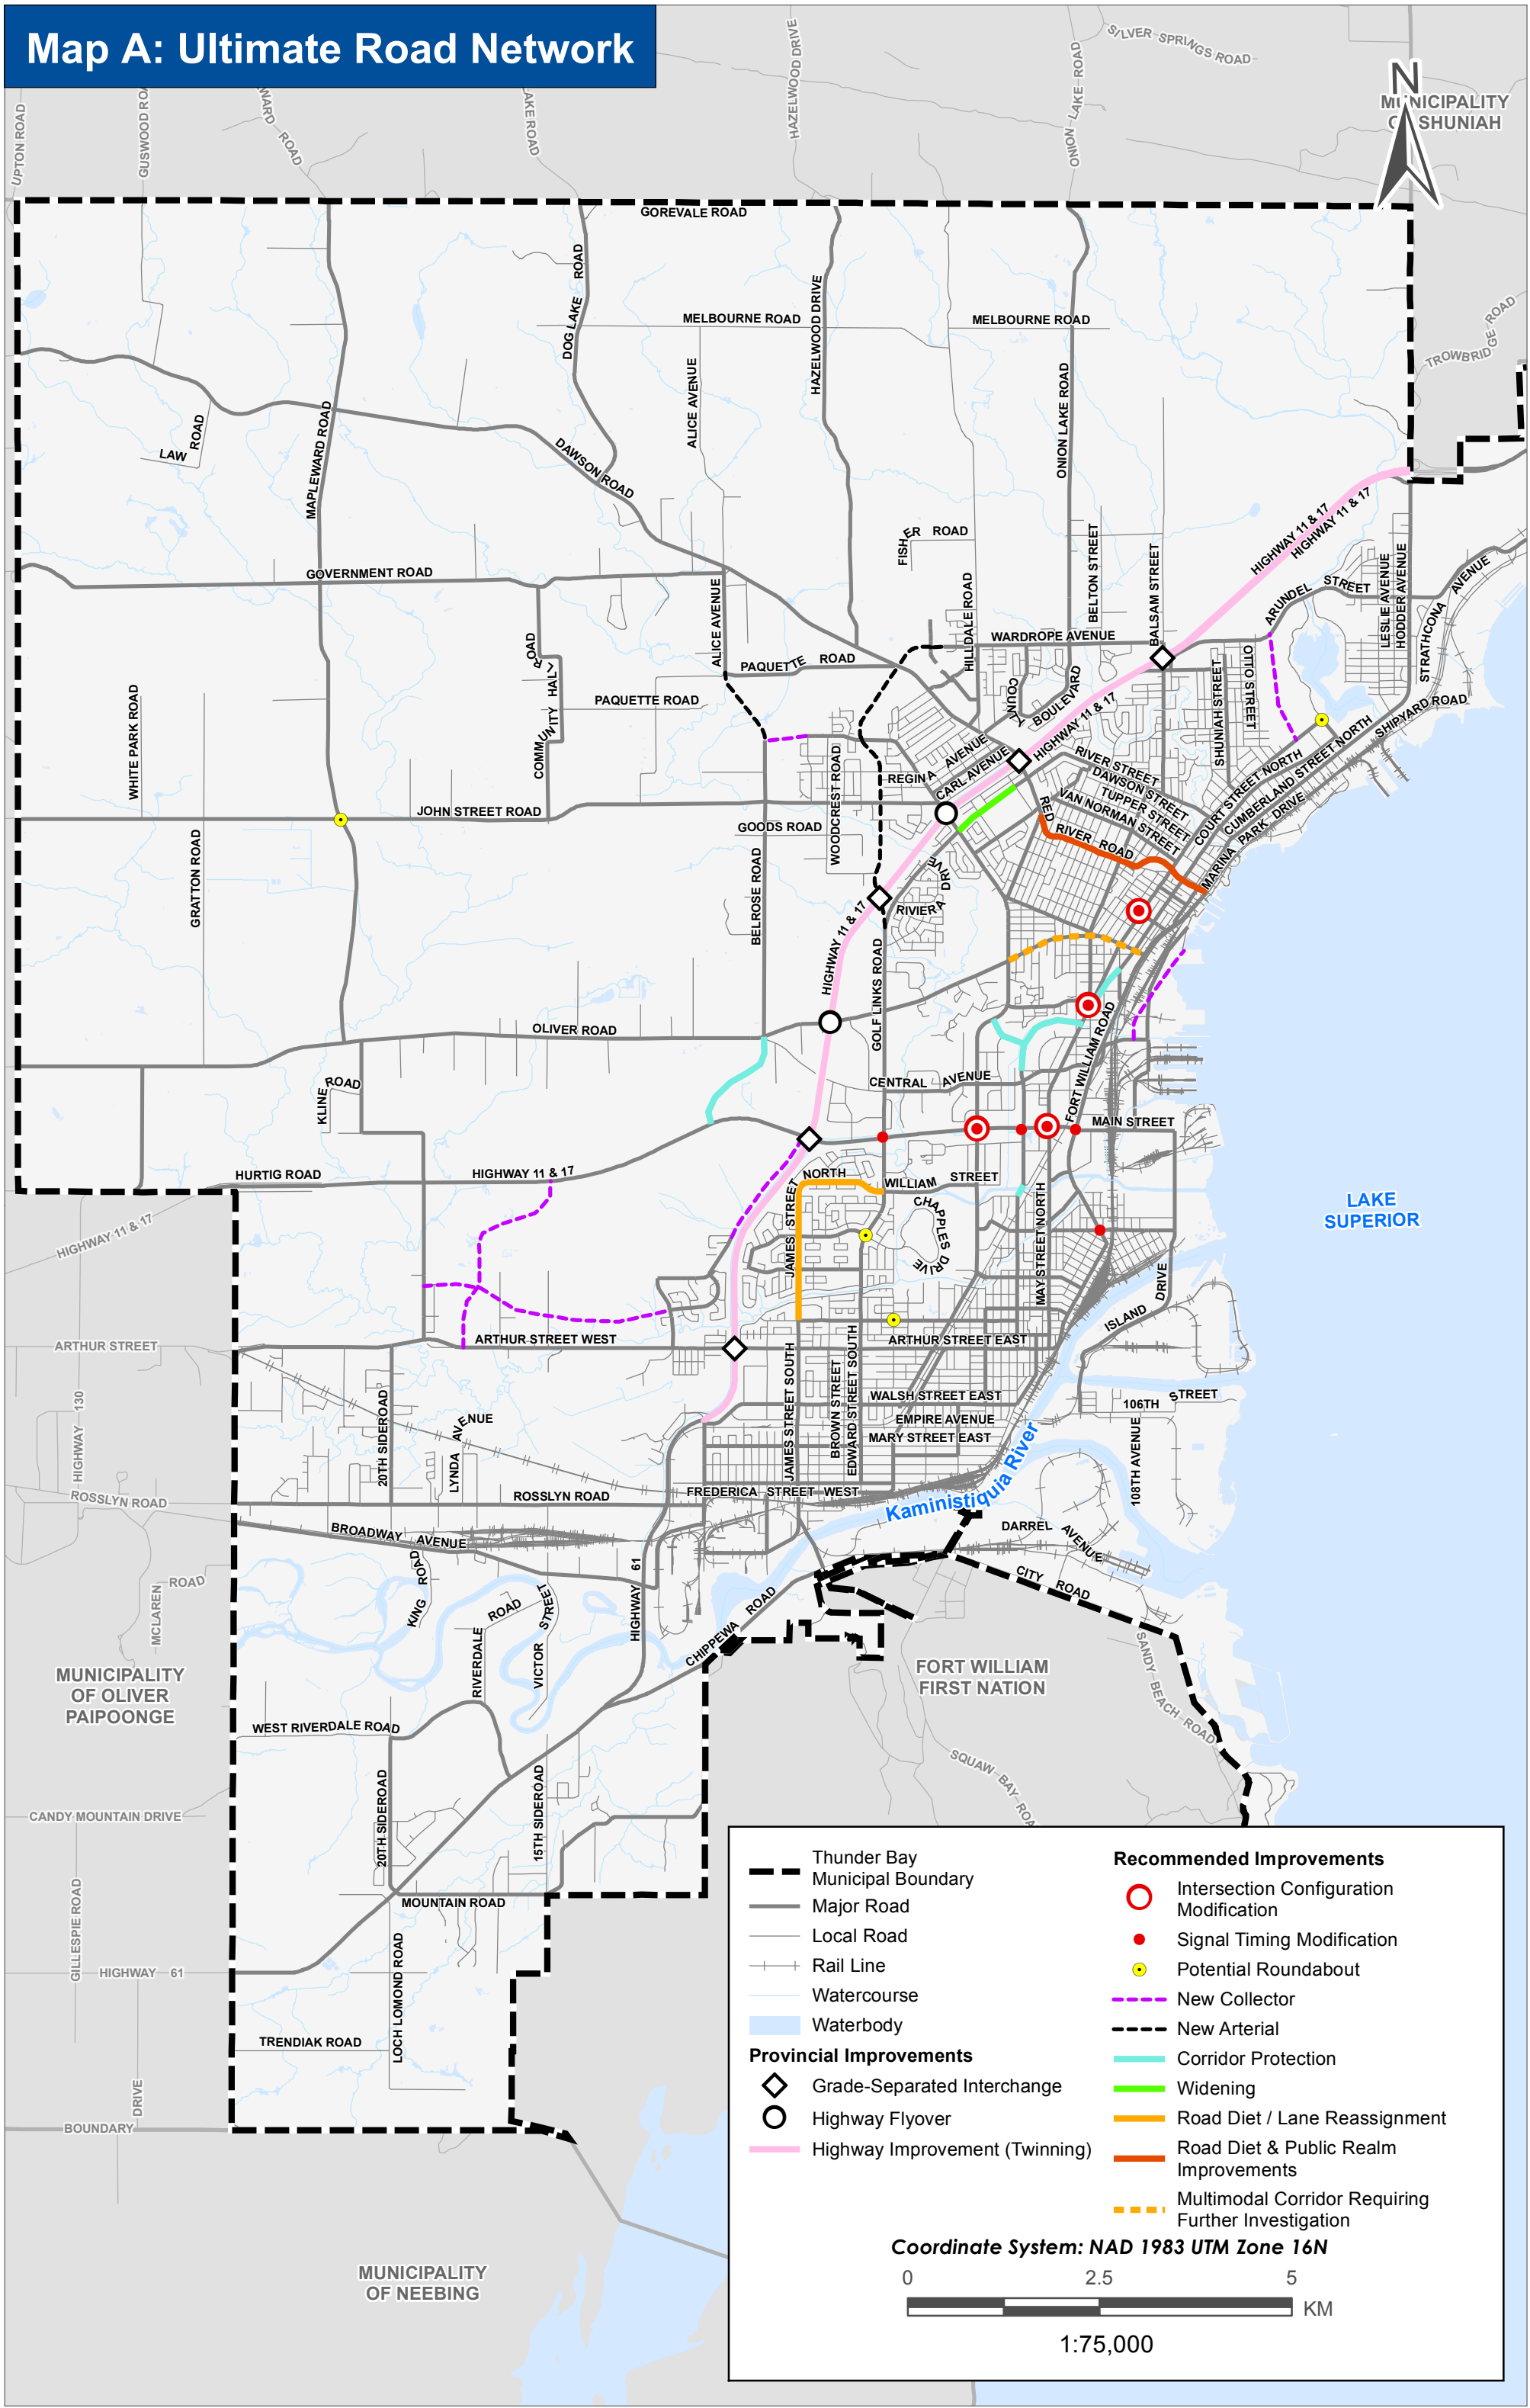 Map A: Ultimate Road Network
SILVER SPRINGS ROAD
N
MUNICIPALITY
OF SHUNIAH
UPTON ROAD
GUSWOOD
WARD ROAD
LAKE ROAD
HAZELWOOD DRIVE
ONION LAKE ROAD
GOREVALE ROAD
DOG LAKE ROAD
HAZELWOOD DRIVE
MELBOURNE ROAD
MELBOURNE ROAD
TROWBRIDGE ROAD
ALICE AVENUE
ONION LAKE ROAD
LAW ROAD
MAPLEWARD ROAD
DAWSON ROAD
HIGHWAY 11 & 17
HIGHWAY 11 & 17
FISHER ROAD
BELTON STREET
BALSAM STREET
GOVERNMENT ROAD
ALICE AVENUE
HILLDALE ROAD
WARDROPE AVENUE
ARUNDEL STREET
LESLIE AVENUE
HODDER AVENUE
STRATHCONA AVENUE
COMMUNITY HALL ROAD
PAQUETTE ROAD
PAQUETTE ROAD
COUNTY BOULEVARD
SHUNIAH STREET
OTTO STREET
SHIPYARD ROAD
WHITE PARK ROAD
HIGHWAY 11 & 17
REGINA AVENUE
CARL AVENUE
RIVER STREET
DAWSON STREET
TUPPER STREET
VAN NORMAN STREET
COURT STREET NORTH
CUMBERLAND STREET NORTH
MARINA PARK DRIVE
JOHN STREET ROAD
GOODS ROAD
WOODCREST ROAD
RED RIVER ROAD
GRATTON ROAD
BELROSE ROAD
RIVIERA DRIVE
HIGHWAY 11 & 17
GOLF LINKS ROAD
OLIVER ROAD
FORT WILLIAM ROAD
CENTRAL AVENUE
KLINE ROAD
MAIN STREET
HURTIG ROAD
HIGHWAY 11 & 17
NORTH
WILLIAM STREET
JAMES STREET
CHAPPLES DRIVE
MAY STREET NORTH
LAKE
SUPERIOR
HIGHWAY 11 & 17
ISLAND DRIVE
ARTHUR STREET
ARTHUR STREET WEST
ARTHUR STREET EAST
HIGHWAY 130
20TH SIDEROAD
LYNDA AVENUE
JAMES STREET SOUTH
BROWN STREET
EDWARD STREET SOUTH
WALSH STREET EAST
EMPIRE AVENUE
MARY STREET EAST
106TH STREET
108TH AVENUE
ROSSLYN ROAD
ROSSLYN ROAD
FREDERICA STREET WEST
Kaministiquia River
BROADWAY AVENUE
DARREL AVENUE
CITY ROAD
MCLAREN ROAD
KING ROAD
RIVERDALE ROAD
VICTOR STREET
HIGHWAY 61
CHIPPEWA ROAD
SANDY BEACH ROAD
MUNICIPALITY
OF OLIVER
PAIPOONGE
FORT WILLIAM
FIRST NATION
WEST RIVERDALE ROAD
SQUAW BAY ROA
CANDY MOUNTAIN DRIVE
20TH SIDEROAD
15TH SIDEROAD
MOUNTAIN ROAD
GILLESPIE ROAD
HIGHWAY 61
LOCH LOMOND ROAD
TRENDIAK ROAD
BOUNDARY DRIVE
MUNICIPALITY
OF NEEBING
Thunder Bay
Municipal Boundary
Major Road
Local Road
Rail Line
Watercourse
Waterbody
Provincial Improvements
Grade-Separated Interchange
Highway Flyover
Highway Improvement (Twinning)
Recommended Improvements
Intersection Configuration
Modification
Signal Timing Modification
Potential Roundabout
New Collector
New Arterial
Corridor Protection
Widening
Road Diet / Lane Reassignment
Road Diet & Public Realm
Improvements
Multimodal Corridor Requiring
Further Investigation
Coordinate System: NAD 1983 UTM Zone 16N
0 2.5 5
KM
1:75,000